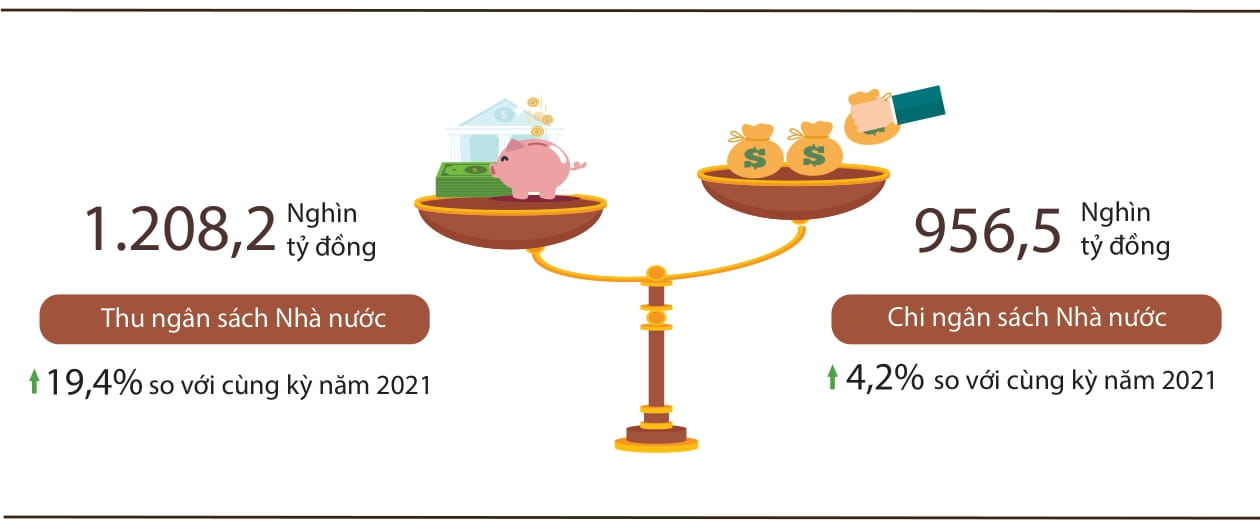 1.208,2 Nghìn
tỷ đồng
Thu ngân sách Nhà nước
19,4% so với cùng kỳ năm 2021
$
$
$
956,5 Nghìn
tỷ đồng
Chi ngân sách Nhà nước
4,2% so với cùng kỳ năm 2021